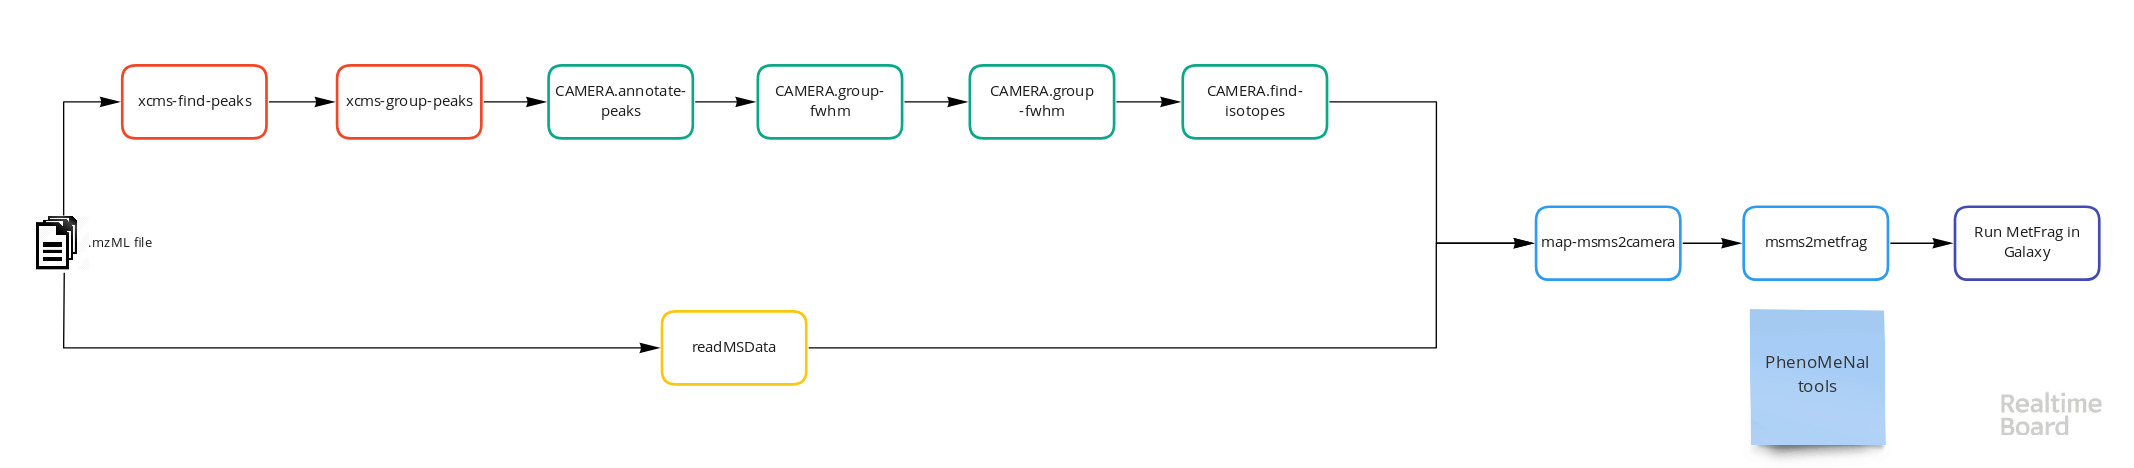 xcms-find-peaks
xcms-group-peaks
CAMERA.annotate-
peaks
CAMERA.group-
fwhm
CAMERA.group
-fwhm
CAMERA.find-
isotopes
.mzML file
map-msms2camera
msms2metfrag
Run MetFrag in
Galaxy
readMSData
PhenoMeNal
tools
Realtime
Board